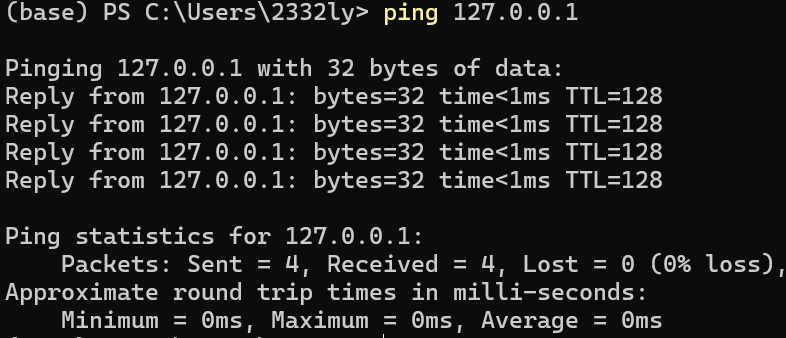 (base) PS C:\Users\2332ly> ping 127.0.0.1
Pinging 127.0.0.1 with 32 bytes of data:
Reply from 127.0.0.1: bytes=32 time<1ms TTL=128
Reply from 127.0.0.1: bytes=32 time<1ms TTL=128
Reply from 127.0.0.1: bytes=32 time<1ms TTL=128
Reply from 127.0.0.1: bytes=32 time<1ms TTL=128
Ping statistics for 127.0.0.1:
Packets: Sent = 4, Received = 4, Lost = 0 (0% loss),
Approximate round trip times in milli-seconds:
Minimum = 0ms, Maximum = 0ms, Average = 0ms